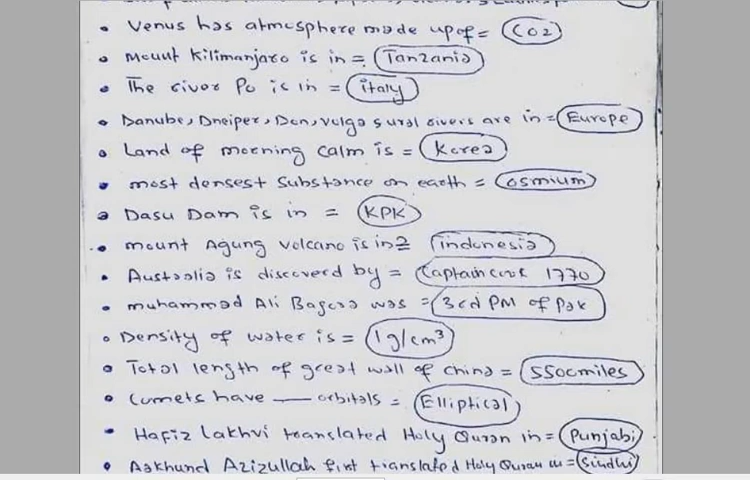 • Venus has atmosphere made up of = CO2
• Mount Kilimanjaro is in = Tanzania
• The river Po is in = italy
• Danube, Dneiper, Don, volga & ural rivers are in = Europe
• Land of morning calm is = Korea
• most densest substance on earth = osmium
• Dasu Dam is in = KPK
• mount Agung volcano is in = indonesia
• Australia is discovered by = Captain cook 1770
• muhammad Ali Bagora was = 3rd PM of Pak
• Density of water is = 1g/cm³
• Total length of great wall of china = 5500miles
• Comets have — orbitals = Elliptical
• Hafiz Lakhvi translated Holy Quran in = Punjabi
• Aakhund Azizullah first translated Holy Quran in = Sindhi